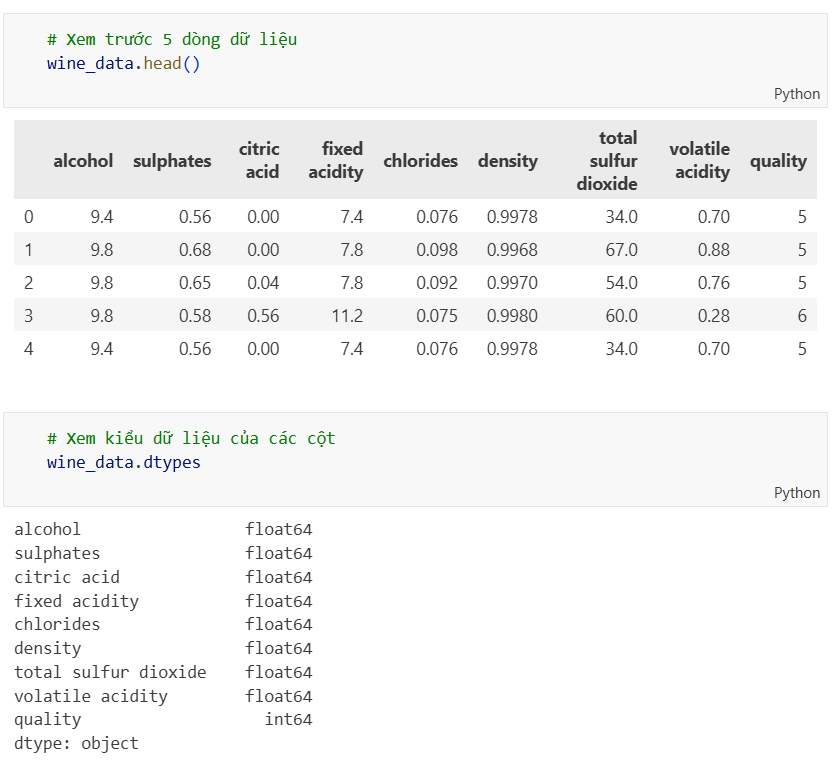 # Xem trước 5 dòng dữ liệu
wine_data.head()
Python
alcohol sulphates citric acid fixed acidity chlorides density total sulfur dioxide volatile acidity quality
0 9.4 0.56 0.00 7.4 0.076 0.9978 34.0 0.70 5
1 9.8 0.68 0.00 7.8 0.098 0.9968 67.0 0.88 5
2 9.8 0.65 0.04 7.8 0.092 0.9970 54.0 0.76 5
3 9.8 0.58 0.56 11.2 0.075 0.9980 60.0 0.28 6
4 9.4 0.56 0.00 7.4 0.076 0.9978 34.0 0.70 5
# Xem kiểu dữ liệu của các cột
wine_data.dtypes
Python
alcohol float64
sulphates float64
citric acid float64
fixed acidity float64
chlorides float64
density float64
total sulfur dioxide float64
volatile acidity float64
quality int64
dtype: object